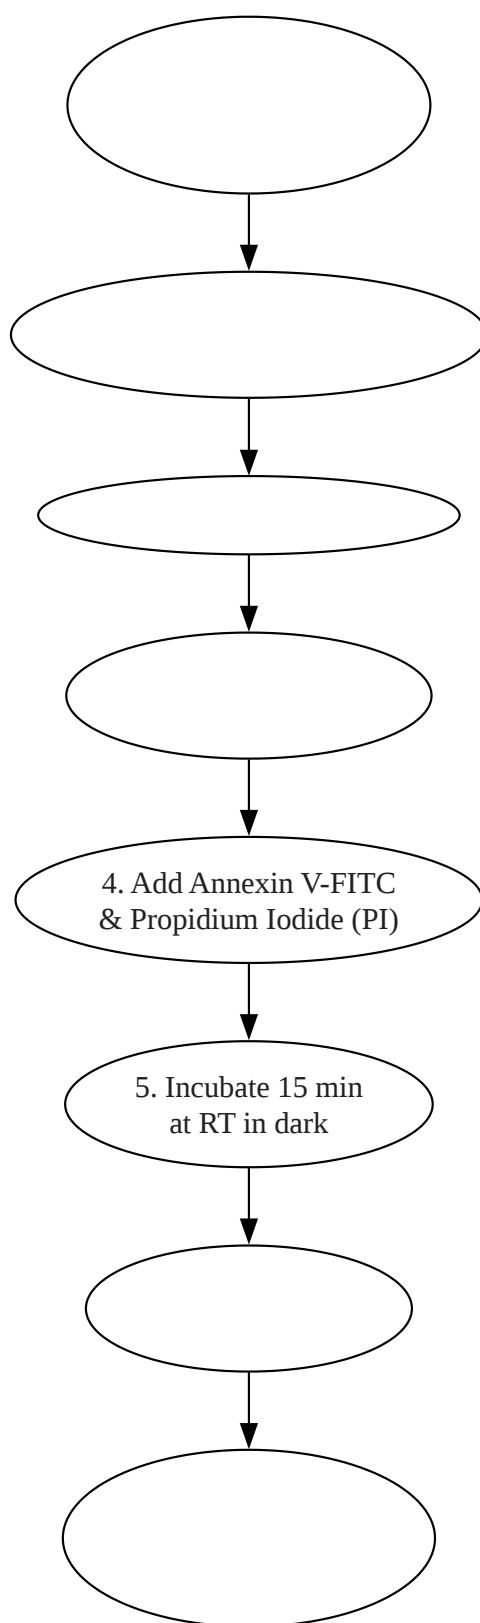 4. Add Annexin V-FITC
& Propidium Iodide (PI)
5. Incubate 15 min
at RT in dark